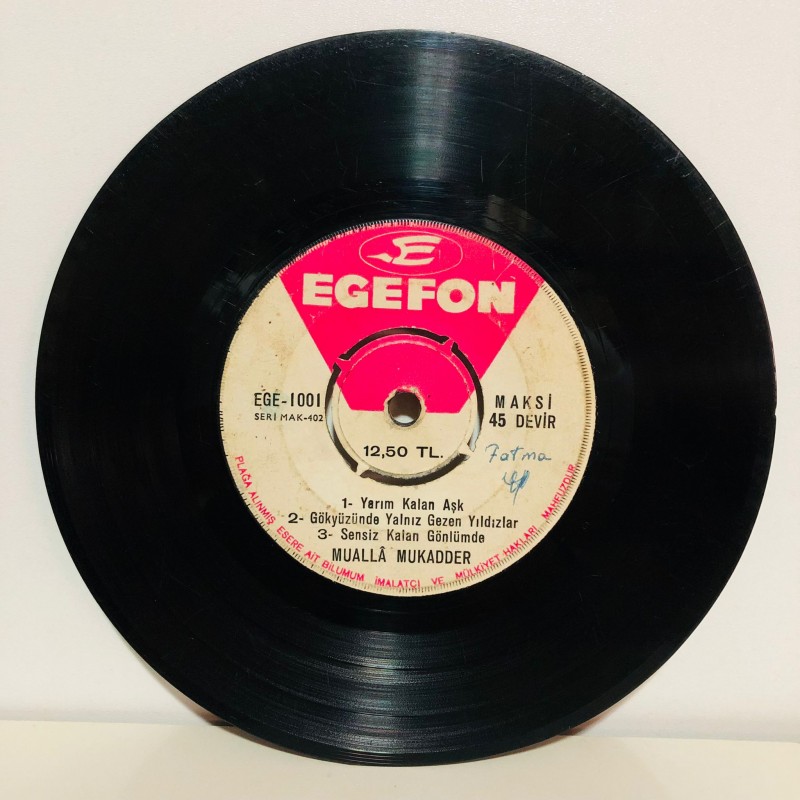 E
EGEFON
EGE-1001
SERİ MAK-402
MAKSİ
45 DEVİR
12,50 TL.
Fatma
1- Yarım Kalan Aşk
2- Gökyüzünde Yalnız Gezen Yıldızlar
3- Sensiz Kalan Gönlümde
MUALLÂ MUKADDER
PLAĞA ALINMIŞ ESERE AİT BİLUMUM İMALATÇI VE MÜLKİYET HAKLARI MAHFUZDUR